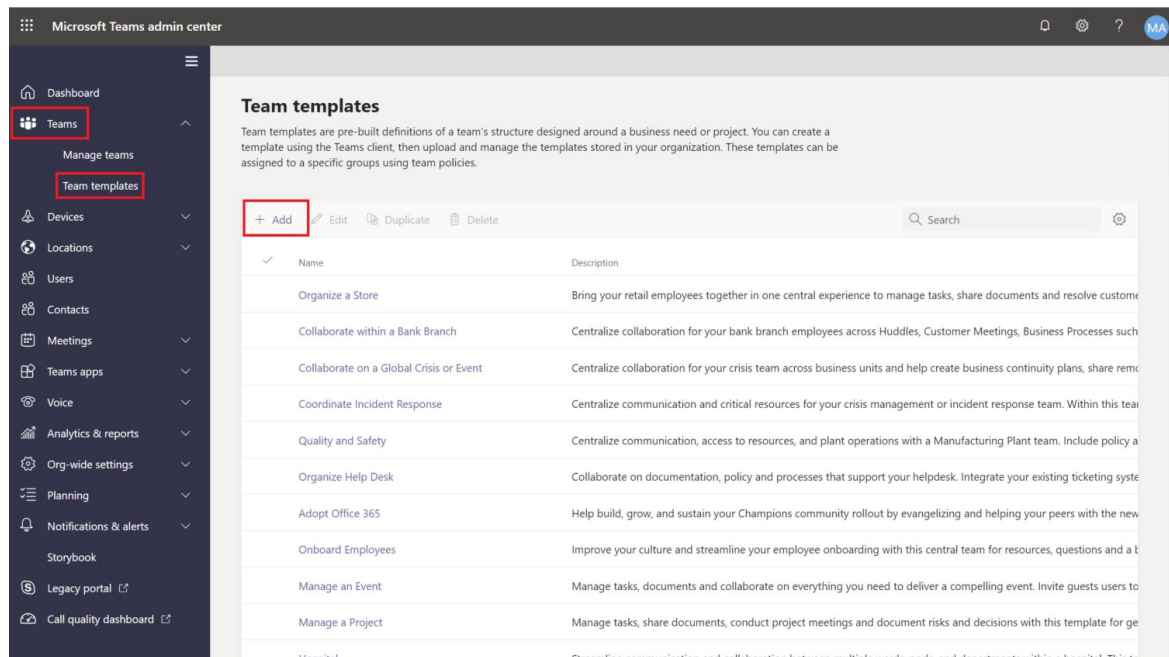 Microsoft Teams admin center
?
MA
Dashboard
Teams
Manage teams
Team templates
Devices
Locations
Users
Contacts
Meetings
Teams apps
Voice
Analytics & reports
Org-wide settings
Planning
Notifications & alerts
Storybook
Legacy portal
Call quality dashboard
Team templates
Team templates are pre-built definitions of a team's structure designed around a business need or project. You can create a
template using the Teams client, then upload and manage the templates stored in your organization. These templates can be
assigned to a specific groups using team policies.
+ Add Edit Duplicate Delete Search
Name Description
Organize a Store Bring your retail employees together in one central experience to manage tasks, share documents and resolve custome
Collaborate within a Bank Branch Centralize collaboration for your bank branch employees across Huddles, Customer Meetings, Business Processes such
Collaborate on a Global Crisis or Event Centralize collaboration for your crisis team across business units and help create business continuity plans, share remo
Coordinate Incident Response Centralize communication and critical resources for your crisis management or incident response team. Within this tea
Quality and Safety Centralize communication, access to resources, and plant operations with a Manufacturing Plant team. Include policy a
Organize Help Desk Collaborate on documentation, policy and processes that support your helpdesk. Integrate your existing ticketing syste
Adopt Office 365 Help build, grow, and sustain your Champions community rollout by evangelizing and helping your peers with the new
Onboard Employees Improve your culture and streamline your employee onboarding with this central team for resources, questions and a
Manage an Event Manage tasks, documents and collaborate on everything you need to deliver a compelling event. Invite guests users to
Manage a Project Manage tasks, share documents, conduct project meetings and document risks and decisions with this template for ge